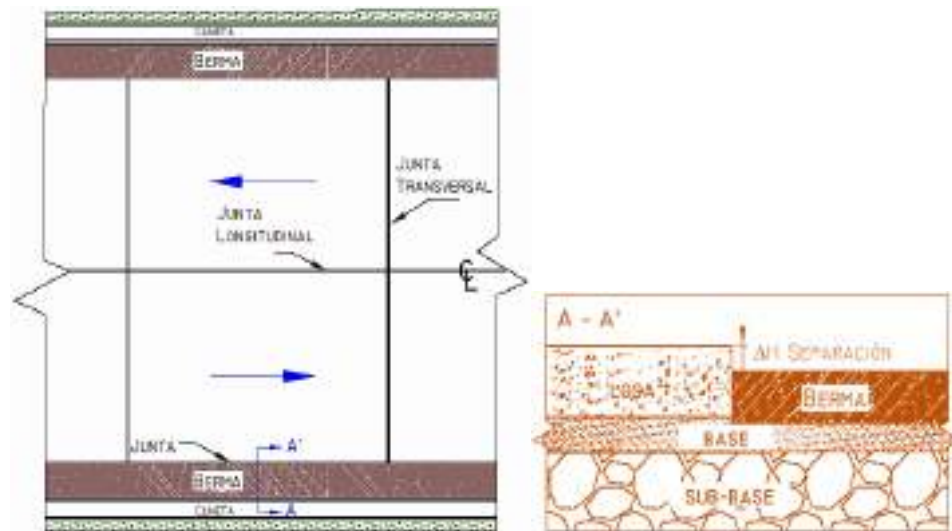 CUNETA
BERMA
JUNTA
TRANSVERSAL
JUNTA
LONGITUDINAL
CL
JUNTA
A'
BERMA
A
CUNETA
A - A'
ΔH SEPARACIÓN
LOSA
BERMA
BASE
SUB-BASE